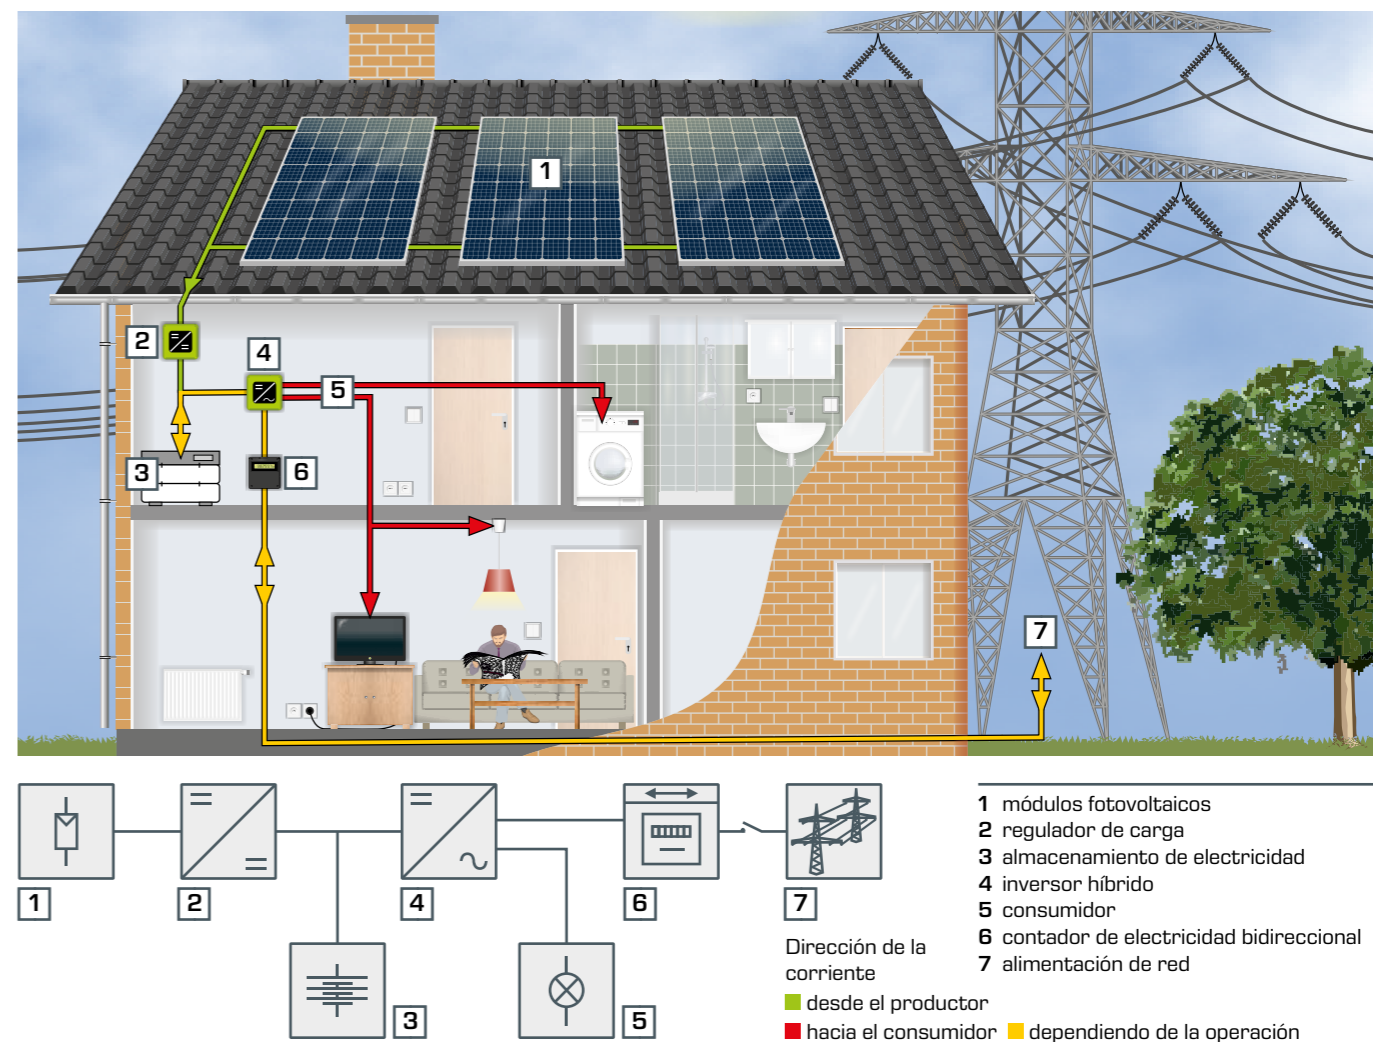 1
2
4
5
3
6
7
1
2
4
6
7
3
5
1 módulos fotovoltaicos
2 regulador de carga
3 almacenamiento de electricidad
4 inversor híbrido
5 consumidor
6 contador de electricidad bidireccional
7 alimentación de red
Dirección de la
corriente
desde el productor
hacia el consumidor
dependiendo de la operación